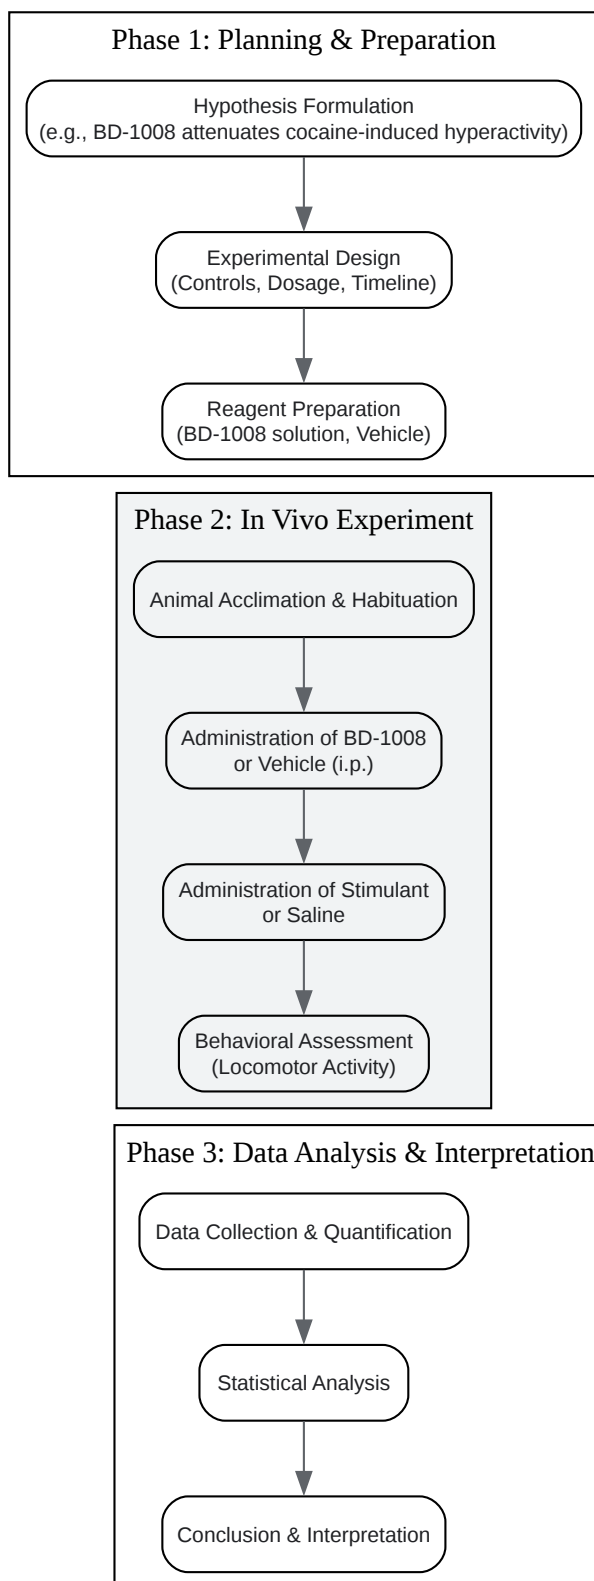 Phase 1: Planning & Preparation
Hypothesis Formulation
(e.g., BD-1008 attenuates cocaine-induced hyperactivity)
Experimental Design
(Controls, Dosage, Timeline)
Reagent Preparation
(BD-1008 solution, Vehicle)
Phase 2: In Vivo Experiment
Animal Acclimation & Habituation
Administration of BD-1008
or Vehicle (i.p.)
Administration of Stimulant
or Saline
Behavioral Assessment
(Locomotor Activity)
Phase 3: Data Analysis & Interpretation
Data Collection & Quantification
Statistical Analysis
Conclusion & Interpretation